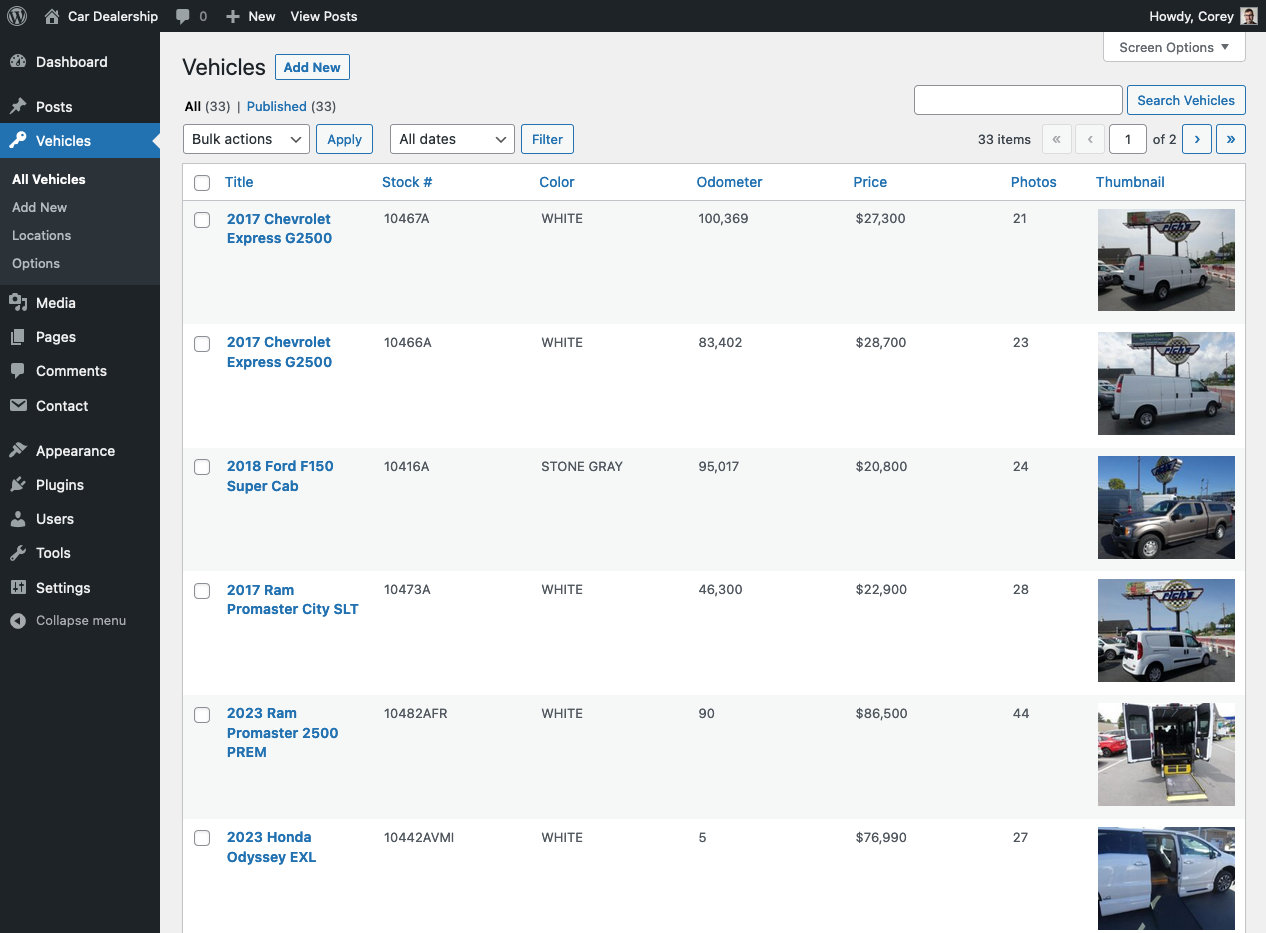 Car Dealership 0 New View Posts Howdy, Corey
Dashboard
Posts
Vehicles
All Vehicles
Add New
Locations
Options
Media
Pages
Comments
Contact
Appearance
Plugins
Users
Tools
Settings
Collapse menu
Screen Options
Vehicles Add New
All (33) | Published (33) Search Vehicles
Bulk actions Apply All dates Filter 33 items « ‹ 1 of 2 › »
Title Stock # Color Odometer Price Photos Thumbnail
2017 Chevrolet 10467A WHITE 100,369 $27,300 21
Express G2500
rich's
2017 Chevrolet 10466A WHITE 83,402 $28,700 23
Express G2500
rich's
2018 Ford F150 10416A STONE GRAY 95,017 $20,800 24
Super Cab
2017 Ram 10473A WHITE 46,300 $22,900 28
Promaster City SLT
rich's
2023 Ram 10482AFR WHITE 90 $86,500 44
Promaster 2500
PREM
2023 Honda 10442AVMI WHITE 5 $76,990 27
Odyssey EXL